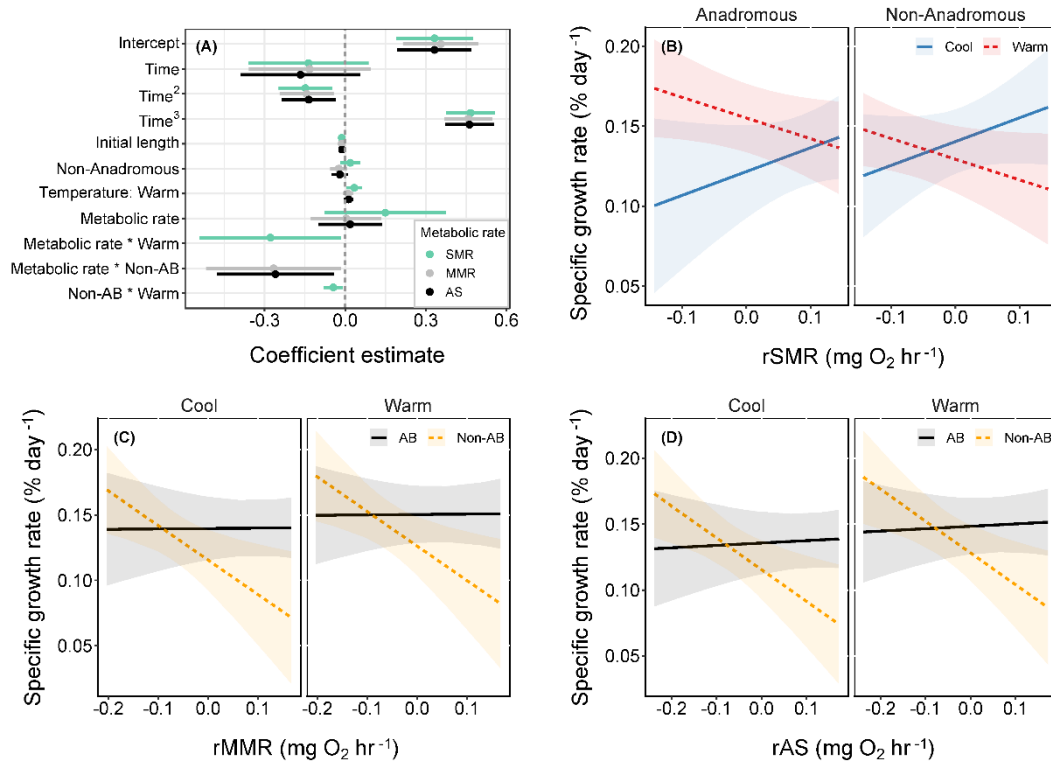 (A)
Intercept
Time
Time²
Time³
Initial length
Non-Anadromous
Temperature: Warm
Metabolic rate
Metabolic rate * Warm
Metabolic rate * Non-AB
Non-AB * Warm
Metabolic rate
SMR
MMR
AS
-0.3 0.0 0.3 0.6
Coefficient estimate
Anadromous Non-Anadromous
(B)
Cool Warm
Specific growth rate (% day⁻¹)
0.20
0.15
0.10
0.05
-0.1 0.0 0.1 -0.1 0.0 0.1
rSMR (mg O₂ hr⁻¹)
Cool Warm
(C)
AB Non-AB
Specific growth rate (% day⁻¹)
0.20
0.15
0.10
0.05
-0.2 -0.1 0.0 0.1 -0.2 -0.1 0.0 0.1
rMMR (mg O₂ hr⁻¹)
Cool Warm
(D)
AB Non-AB
Specific growth rate (% day⁻¹)
0.20
0.15
0.10
0.05
-0.2 -0.1 0.0 0.1 -0.2 -0.1 0.0 0.1
rAS (mg O₂ hr⁻¹)